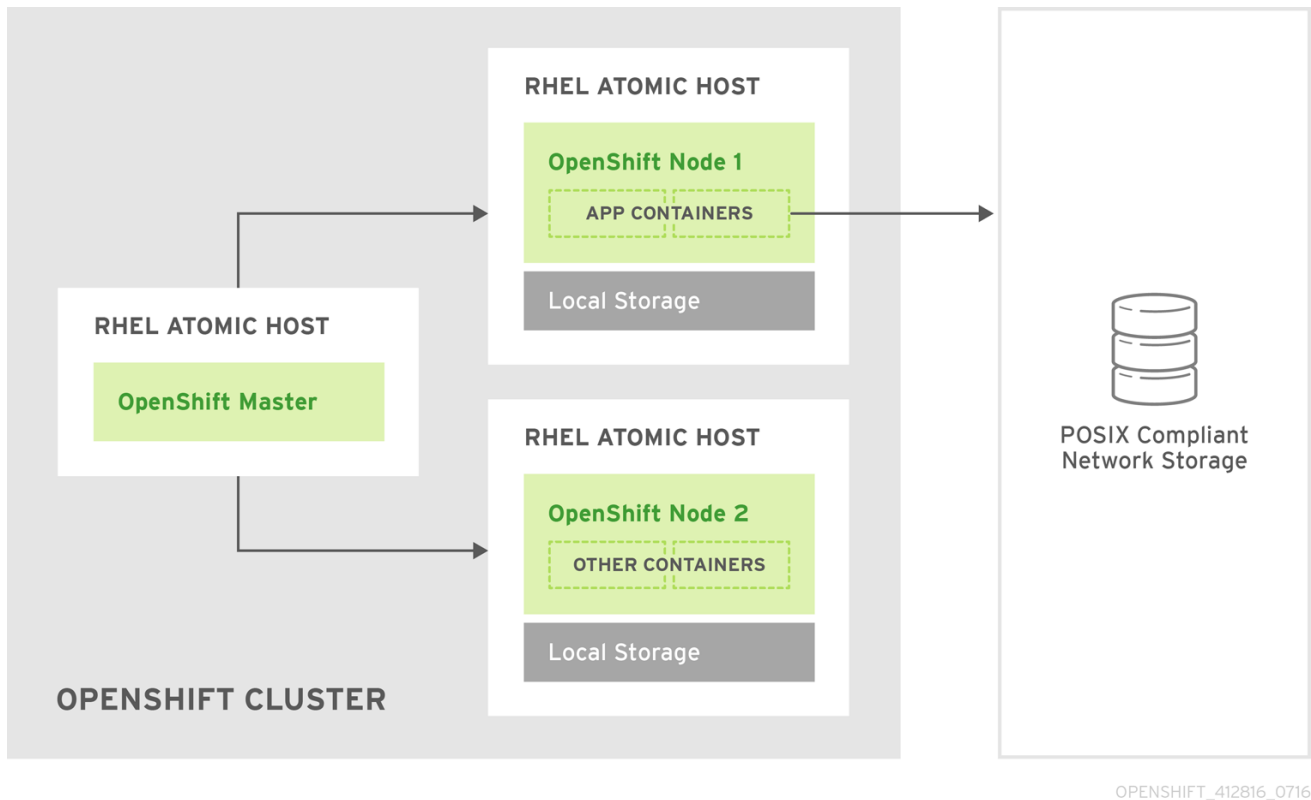 RHEL ATOMIC HOST
OpenShift Node 1
APP CONTAINERS
Local Storage
RHEL ATOMIC HOST
OpenShift Master
RHEL ATOMIC HOST
OpenShift Node 2
OTHER CONTAINERS
Local Storage
OPENSHIFT CLUSTER
POSIX Compliant
Network Storage
OPENSHIFT_412816_0716